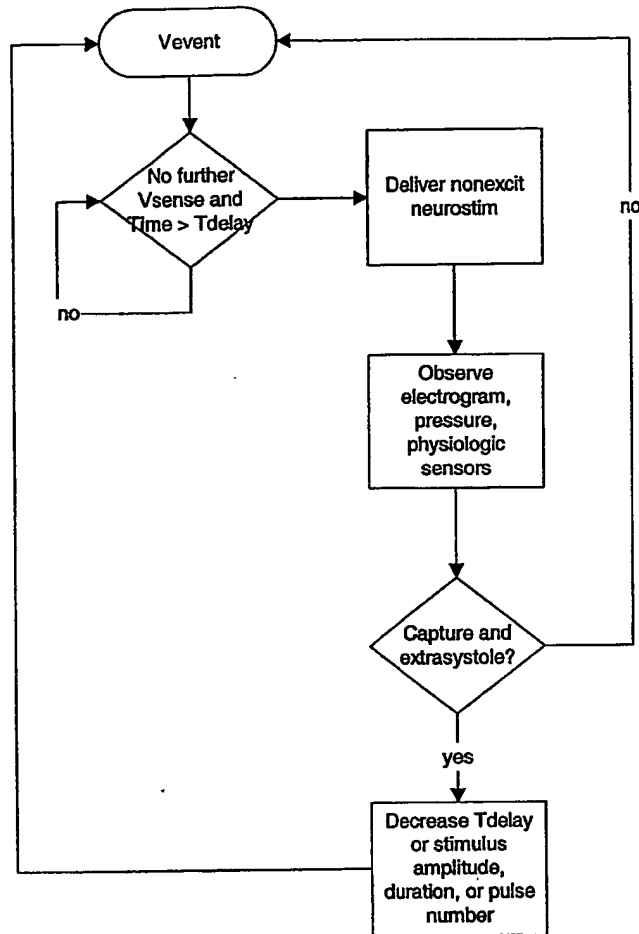 Vevent
No further
Vsense and
Time > Tdelay
no
Deliver nonexcit
neurostim
no
Observe
electrogram,
pressure,
physiologic
sensors
Capture and
extrasystole?
yes
Decrease Tdelay
or stimulus
amplitude,
duration, or pulse
number